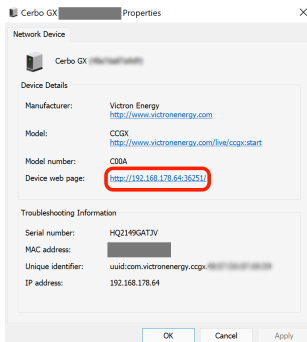 Cerbo GX Properties
Network Device
Cerbo GX
Device Details
Manufacturer: Victron Energy
http://www.victronenergy.com
Model: CCGX
http://www.victronenergy.com/live/ccgx:start
Model number: C00A
Device web page: http://192.168.178.64:36251/
Troubleshooting Information
Serial number: HQ2149GATJV
MAC address:
Unique identifier: uuid:com.victronenergy.ccgx.
IP address: 192.168.178.64
OK Cancel Apply